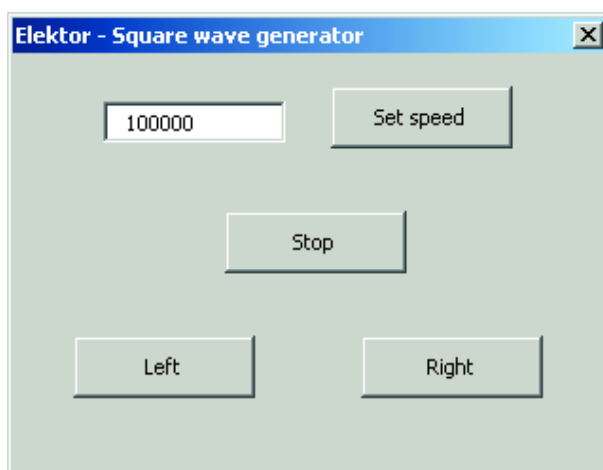 Elektor - Square wave generator
100000
Set speed
Stop
Left
Right